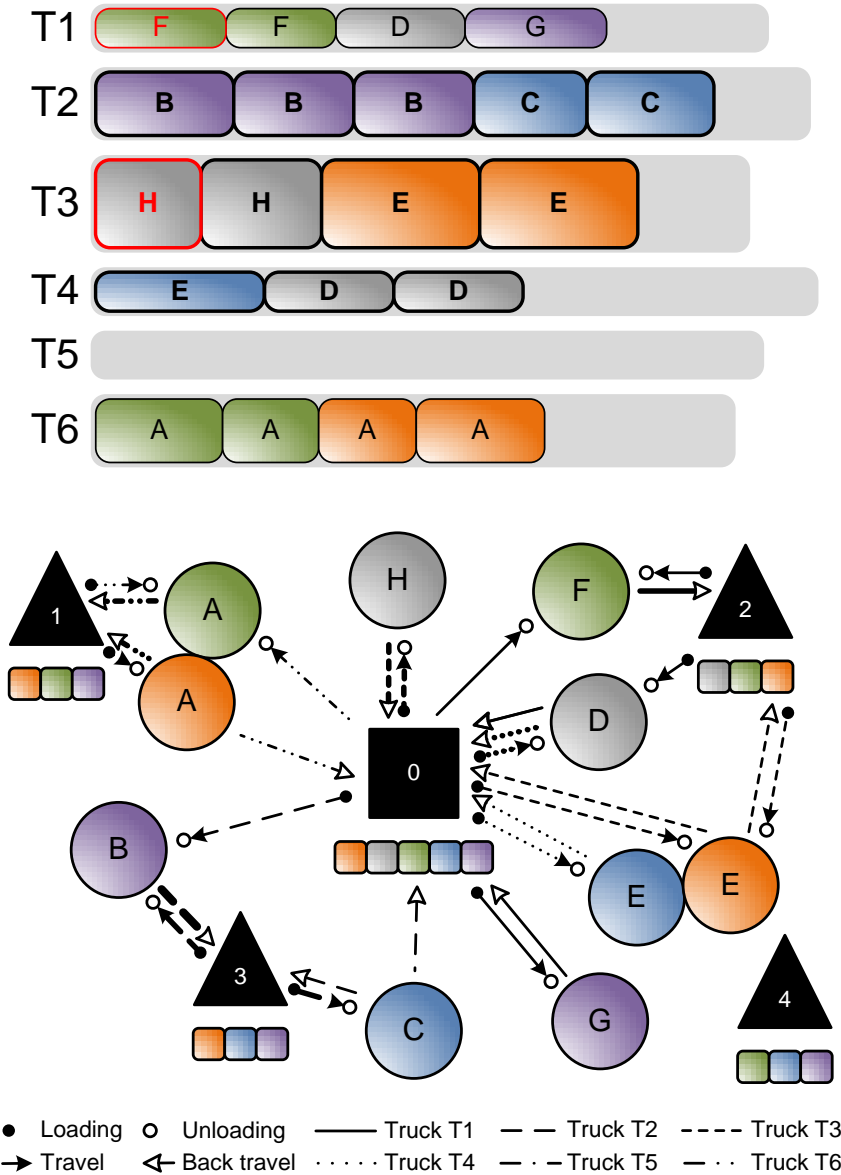 T1 F F D G
T2 B B B C C
T3 H H E E
T4 E D D
T5
T6 A A A A
H
F
A
1
2
A
D
0
B
E E
3
C
G
4
Loading Unloading Truck T1 Truck T2 Truck T3
Travel Back travel Truck T4 Truck T5 Truck T6